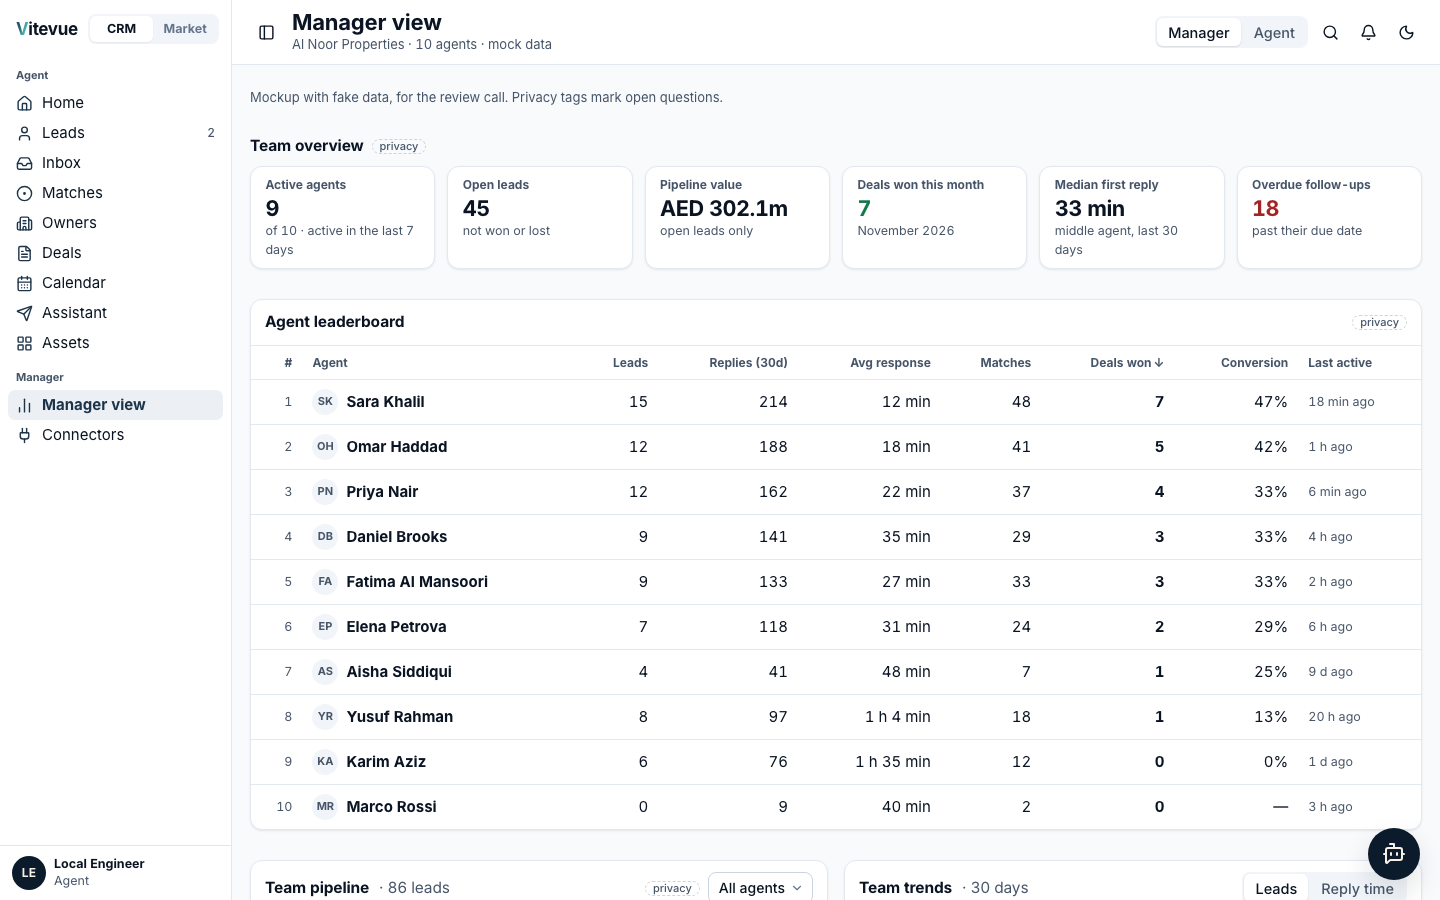 Vitevue
CRM
Market
Agent
Home
Leads 2
Inbox
Matches
Owners
Deals
Calendar
Assistant
Assets
Manager
Manager view
Connectors
LE
Local Engineer
Agent
Manager view
Al Noor Properties · 10 agents · mock data
Manager
Agent
Mockup with fake data, for the review call. Privacy tags mark open questions.
Team overview privacy
Active agents
9
of 10 · active in the last 7
days
Open leads
45
not won or lost
Pipeline value
AED 302.1m
open leads only
Deals won this month
7
November 2026
Median first reply
33 min
middle agent, last 30
days
Overdue follow-ups
18
past their due date
Agent leaderboard privacy
# Agent Leads Replies (30d) Avg response Matches Deals won ↓ Conversion Last active
1 SK Sara Khalil 15 214 12 min 48 7 47% 18 min ago
2 OH Omar Haddad 12 188 18 min 41 5 42% 1 h ago
3 PN Priya Nair 12 162 22 min 37 4 33% 6 min ago
4 DB Daniel Brooks 9 141 35 min 29 3 33% 4 h ago
5 FA Fatima Al Mansoori 9 133 27 min 33 3 33% 2 h ago
6 EP Elena Petrova 7 118 31 min 24 2 29% 6 h ago
7 AS Aisha Siddiqui 4 41 48 min 7 1 25% 9 d ago
8 YR Yusuf Rahman 8 97 1 h 4 min 18 1 13% 20 h ago
9 KA Karim Aziz 6 76 1 h 35 min 12 0 0% 1 d ago
10 MR Marco Rossi 0 9 40 min 2 0 — 3 h ago
Team pipeline · 86 leads privacy All agents
Team trends · 30 days Leads Reply time